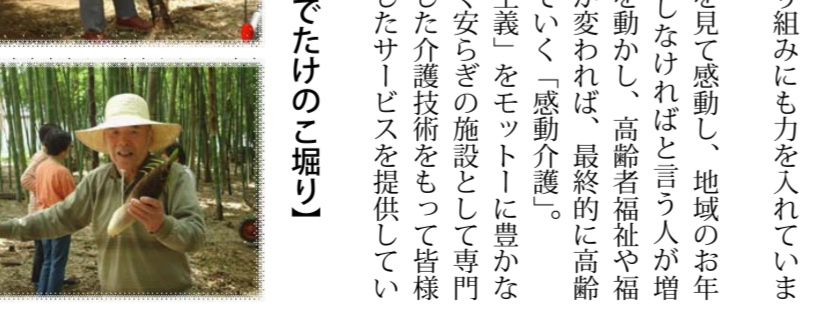 り組みにも力を入れていま
を見て感動し、地域のお年
しなければと言う人が増
を動かし、高齢者福祉や福
が変われば、最終的に高齢
ていく「感動介護」。
主義」をモットーに豊かな
く安らぎの施設として専門
した介護技術をもって皆様
したサービスを提供してい
でたけのこ堀り】